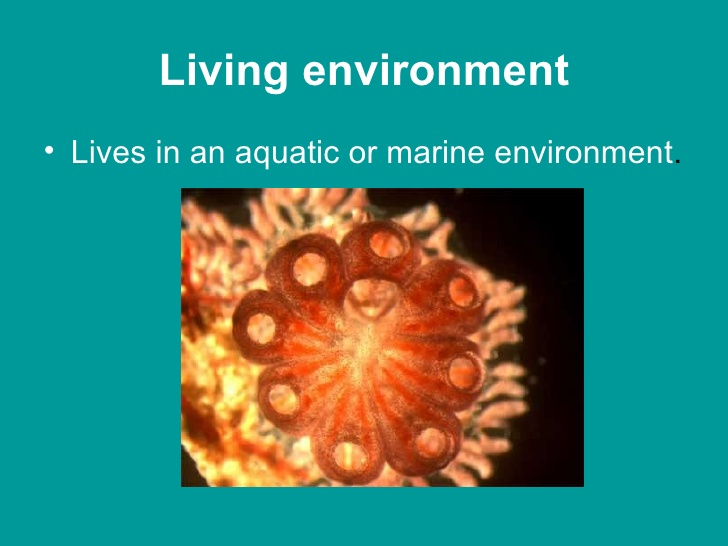 Living environment
• Lives in an aquatic or marine environment.